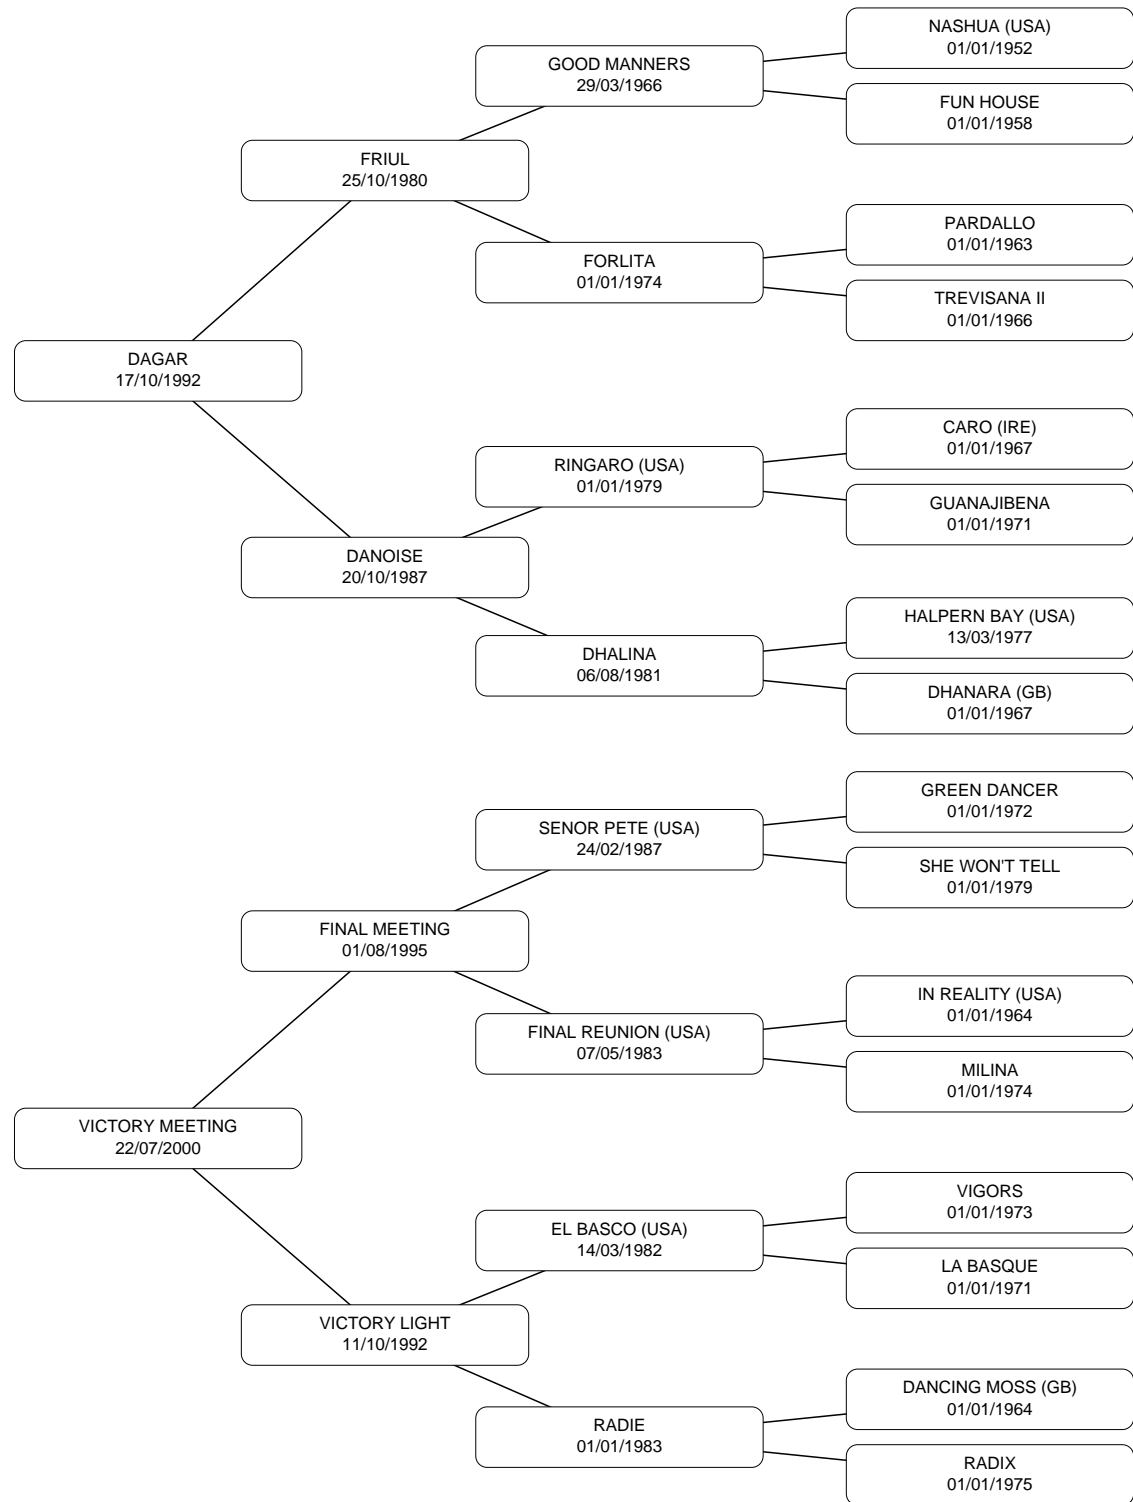 NASHUA (USA)
01/01/1952
GOOD MANNERS
29/03/1966
FUN HOUSE
01/01/1958
FRIUL
25/10/1980
PARDALLO
01/01/1963
FORLITA
01/01/1974
TREVISANA II
01/01/1966
DAGAR
17/10/1992
CARO (IRE)
01/01/1967
RINGARO (USA)
01/01/1979
GUANAJIBENA
01/01/1971
DANOISE
20/10/1987
HALPERN BAY (USA)
13/03/1977
DHALINA
06/08/1981
DHANARA (GB)
01/01/1967
GREEN DANCER
01/01/1972
SENOR PETE (USA)
24/02/1987
SHE WON'T TELL
01/01/1979
FINAL MEETING
01/08/1995
IN REALITY (USA)
01/01/1964
FINAL REUNION (USA)
07/05/1983
MILINA
01/01/1974
VICTORY MEETING
22/07/2000
VIGORS
01/01/1973
EL BASCO (USA)
14/03/1982
LA BASQUE
01/01/1971
VICTORY LIGHT
11/10/1992
DANCING MOSS (GB)
01/01/1964
RADIE
01/01/1983
RADIX
01/01/1975